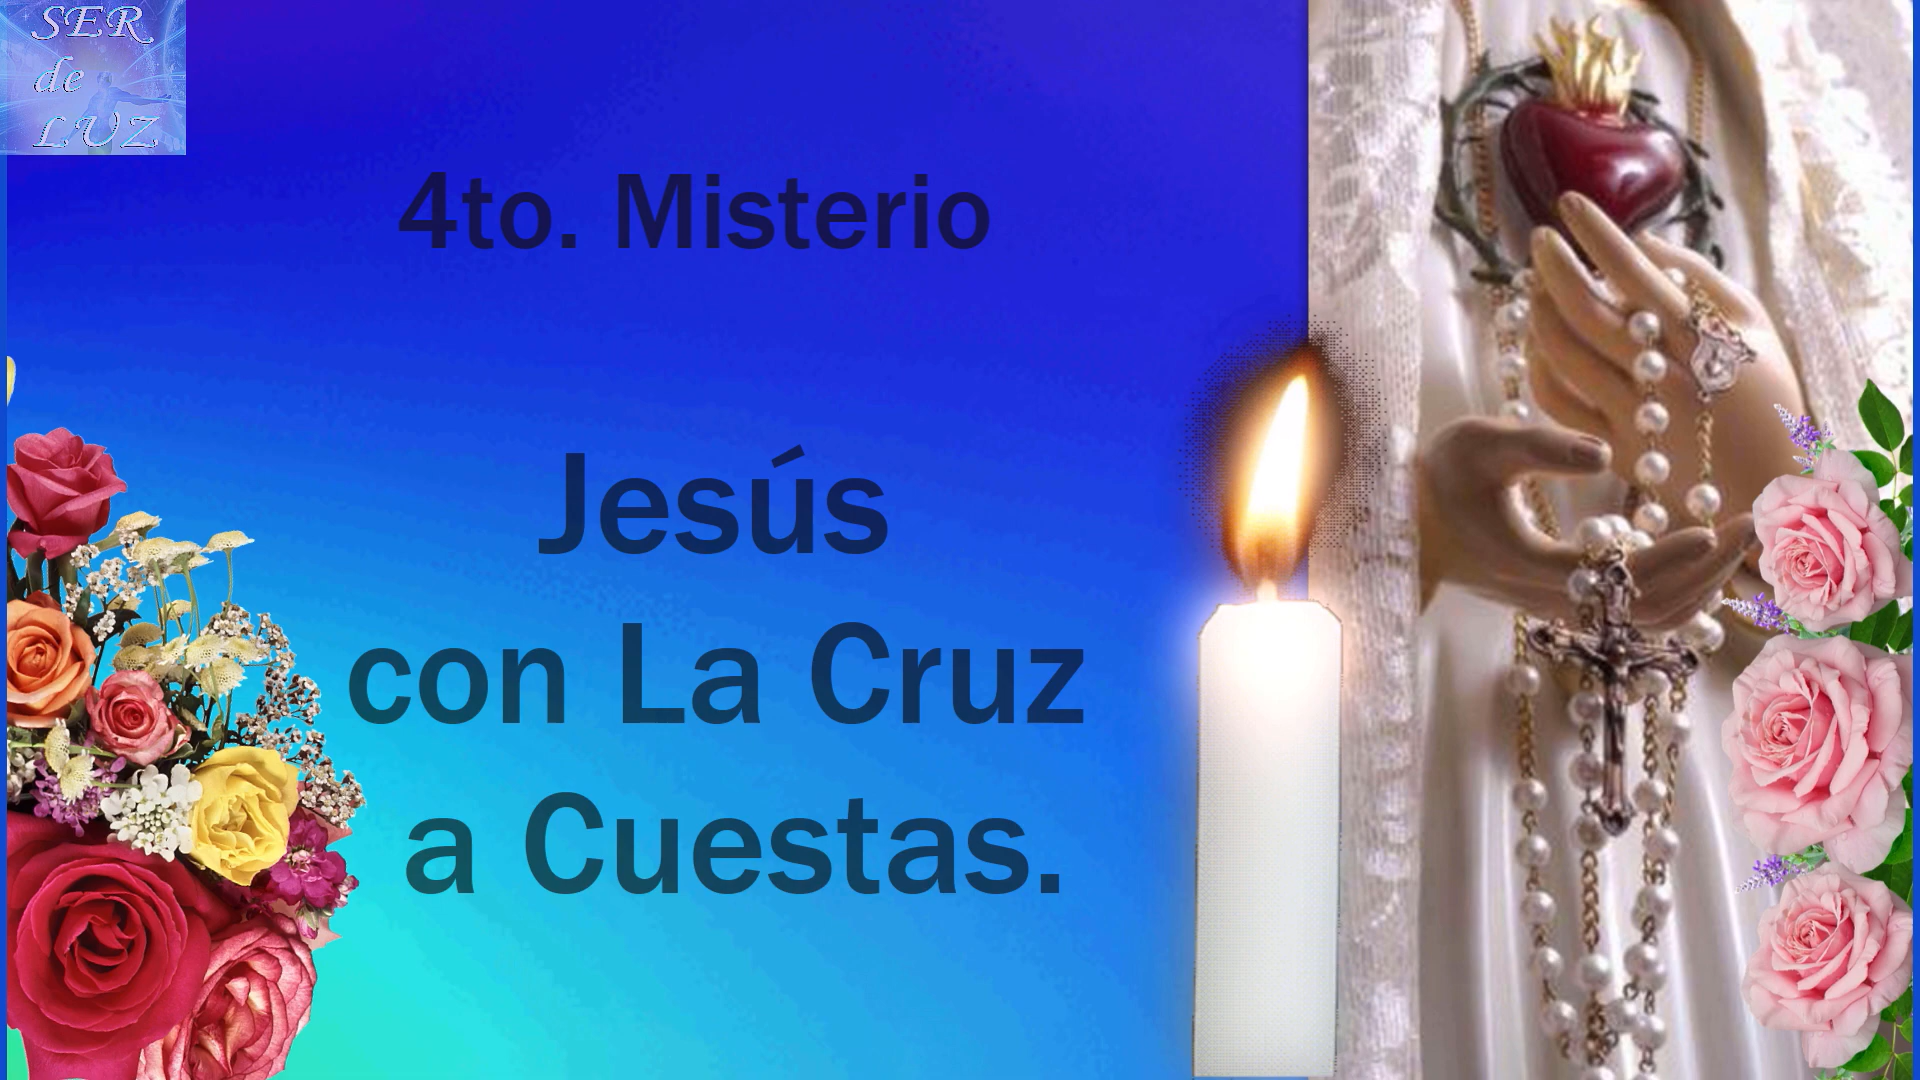 SER
de
LUZ
4to. Misterio
Jesús
con La Cruz
a Cuestas.